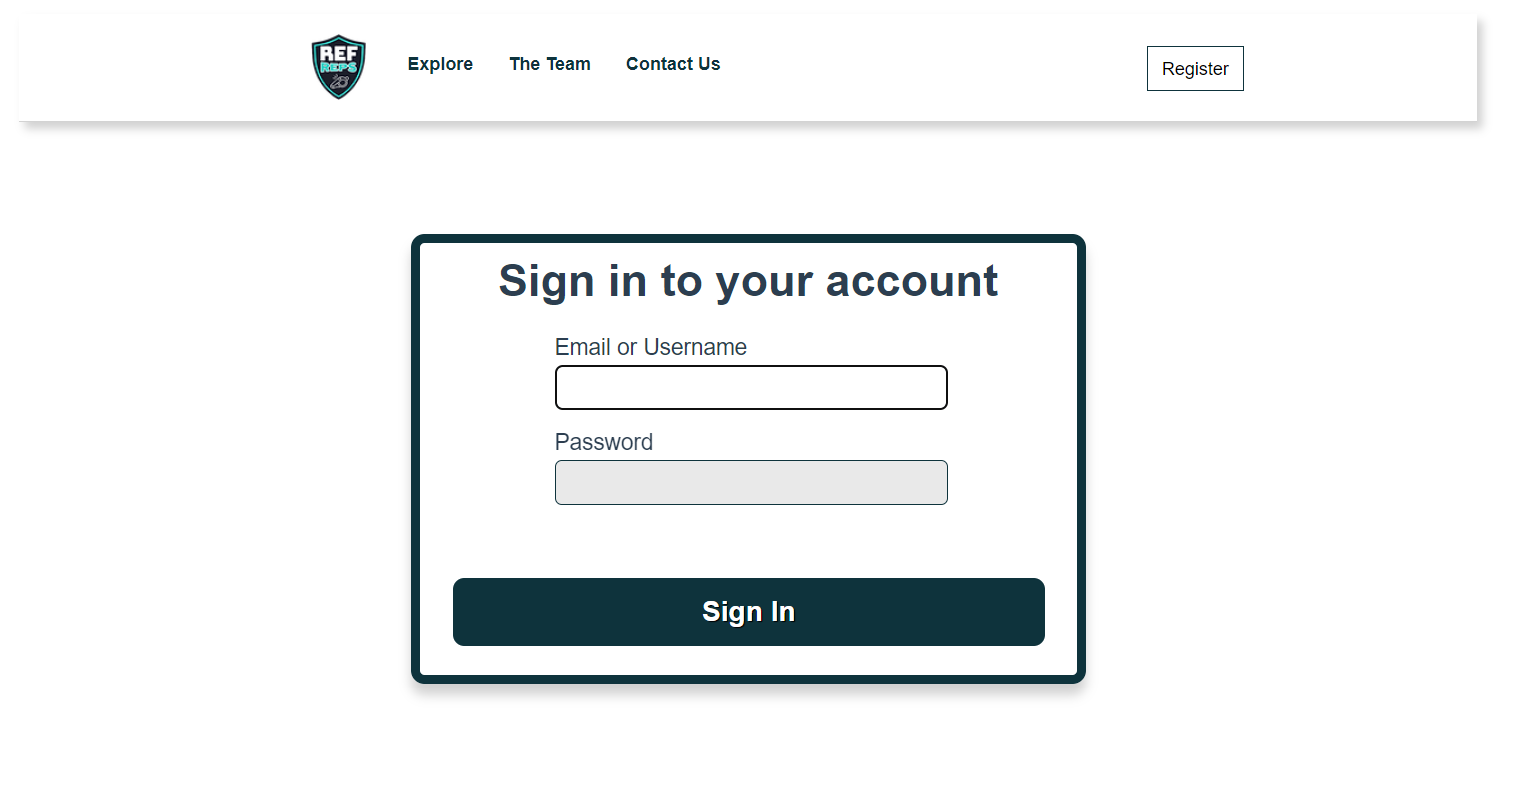 REF
REPS
Explore
The Team
Contact Us
Register
Sign in to your account
Email or Username
Password
Sign In